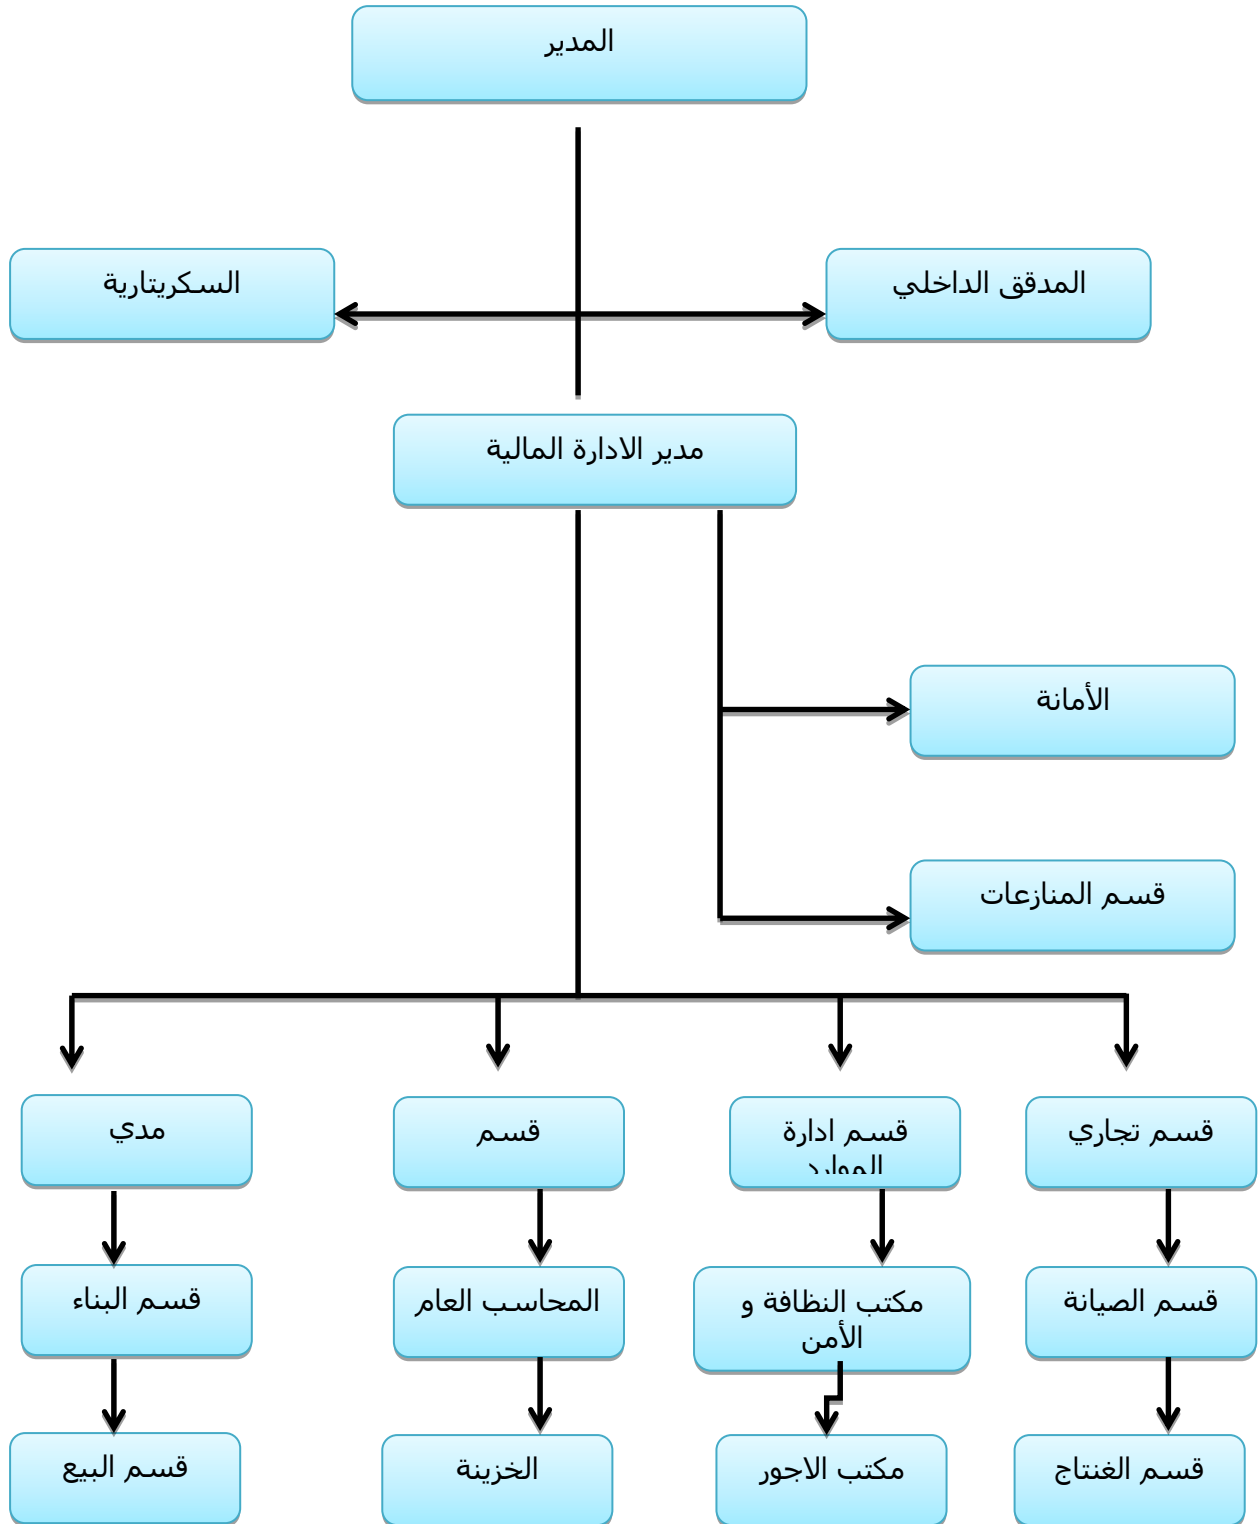 المدير
المدقق الداخلي
السكريتارية
مدير الادارة المالية
الأمانة
قسم المنازعات
قسم تجاري
قسم ادارة
الموارد
قسم
مدي
قسم الصيانة
مكتب النظافة و
الأمن
المحاسب العام
قسم البناء
قسم الغنتاج
مكتب الاجور
الخزينة
قسم البيع